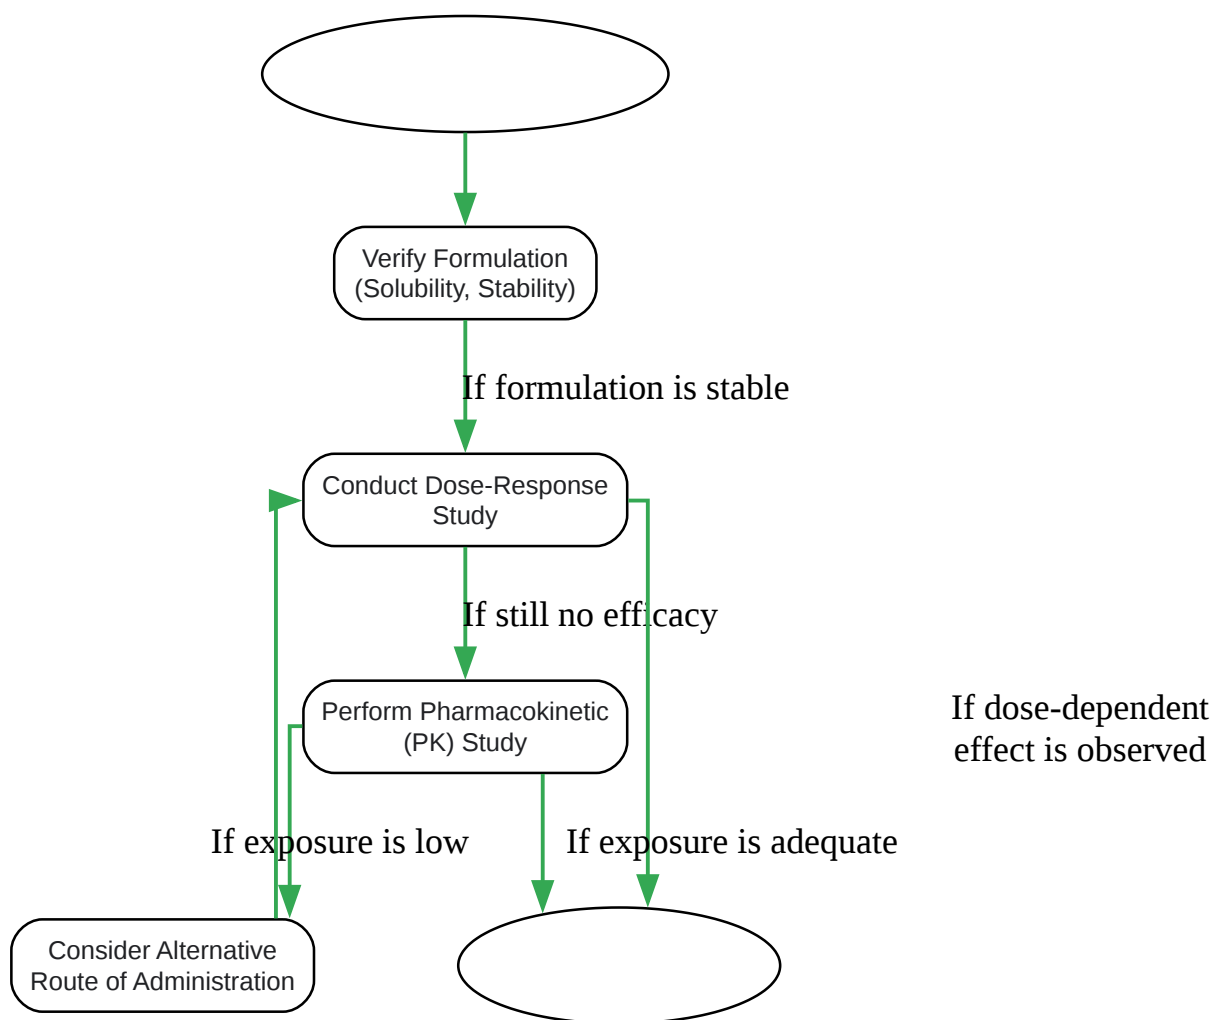 Verify Formulation
(Solubility, Stability)
If formulation is stable
Conduct Dose-Response
Study
If still no efficacy
Perform Pharmacokinetic
(PK) Study
If dose-dependent
effect is observed
If exposure is low
If exposure is adequate
Consider Alternative
Route of Administration